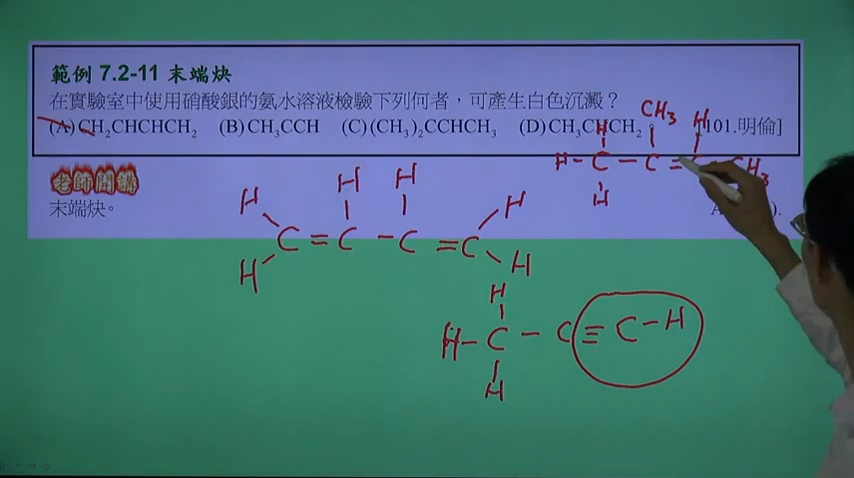 範例 7.2-11 末端炔
在實驗室中使用硝酸銀的氨水溶液檢驗下列何者，可產生白色沉澱？
(A) CH₂CHCHCH₂ (B) CH₃CCH (C) (CH₃)₂CCHCH₃ (D) CH₃CHCH₂ [101.明倫]
老師開講
末端炔。
CH₃
H H
H - C - C = CH₃
H
H H H H
C = C - C = C
H H
H
H - C - C ≡ C - H
H